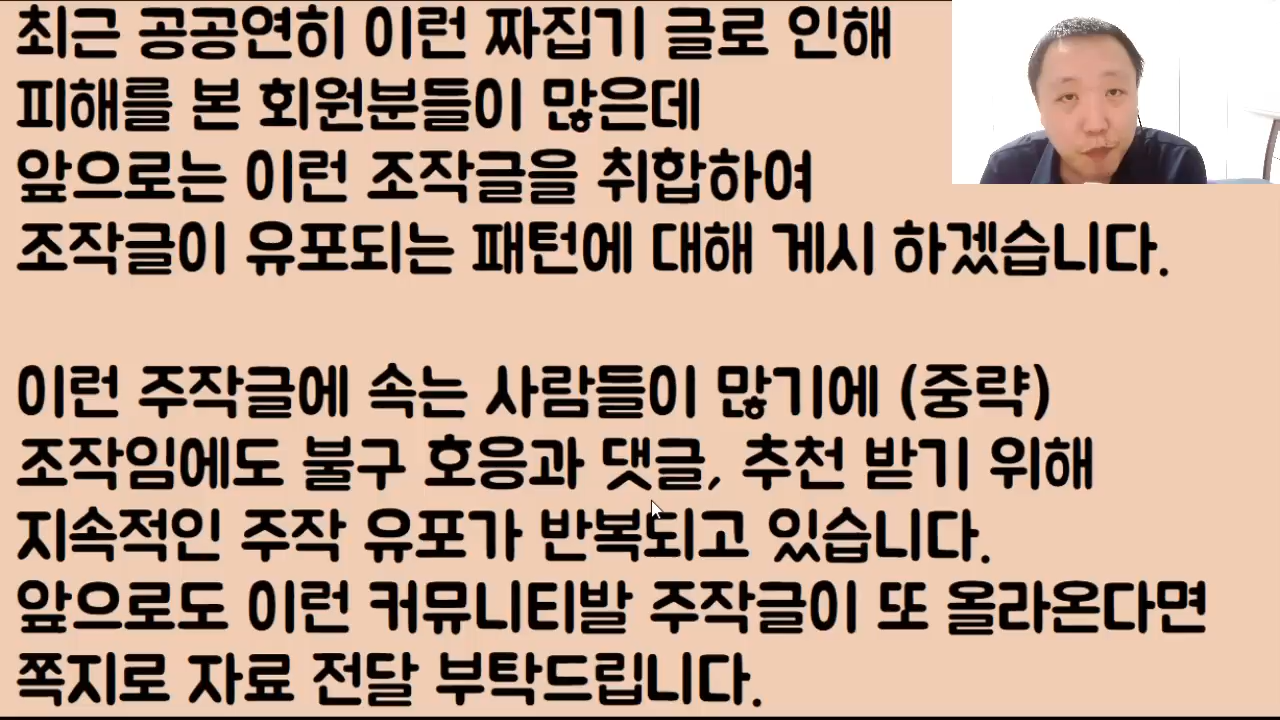 최근 공공연히 이런 짜집기 글로 인해
피해를 본 회원분들이 많은데
앞으로는 이런 조작글을 취합하여
조작글이 유포되는 패턴에 대해 게시 하겠습니다.
이런 주작글에 속는 사람들이 많기에 (중략)
조작임에도 불구 호응과 댓글, 추천 받기 위해
지속적인 주작 유포가 반복되고 있습니다.
앞으로도 이런 커뮤니티발 주작글이 또 올라온다면
쪽지로 자료 전달 부탁드립니다.